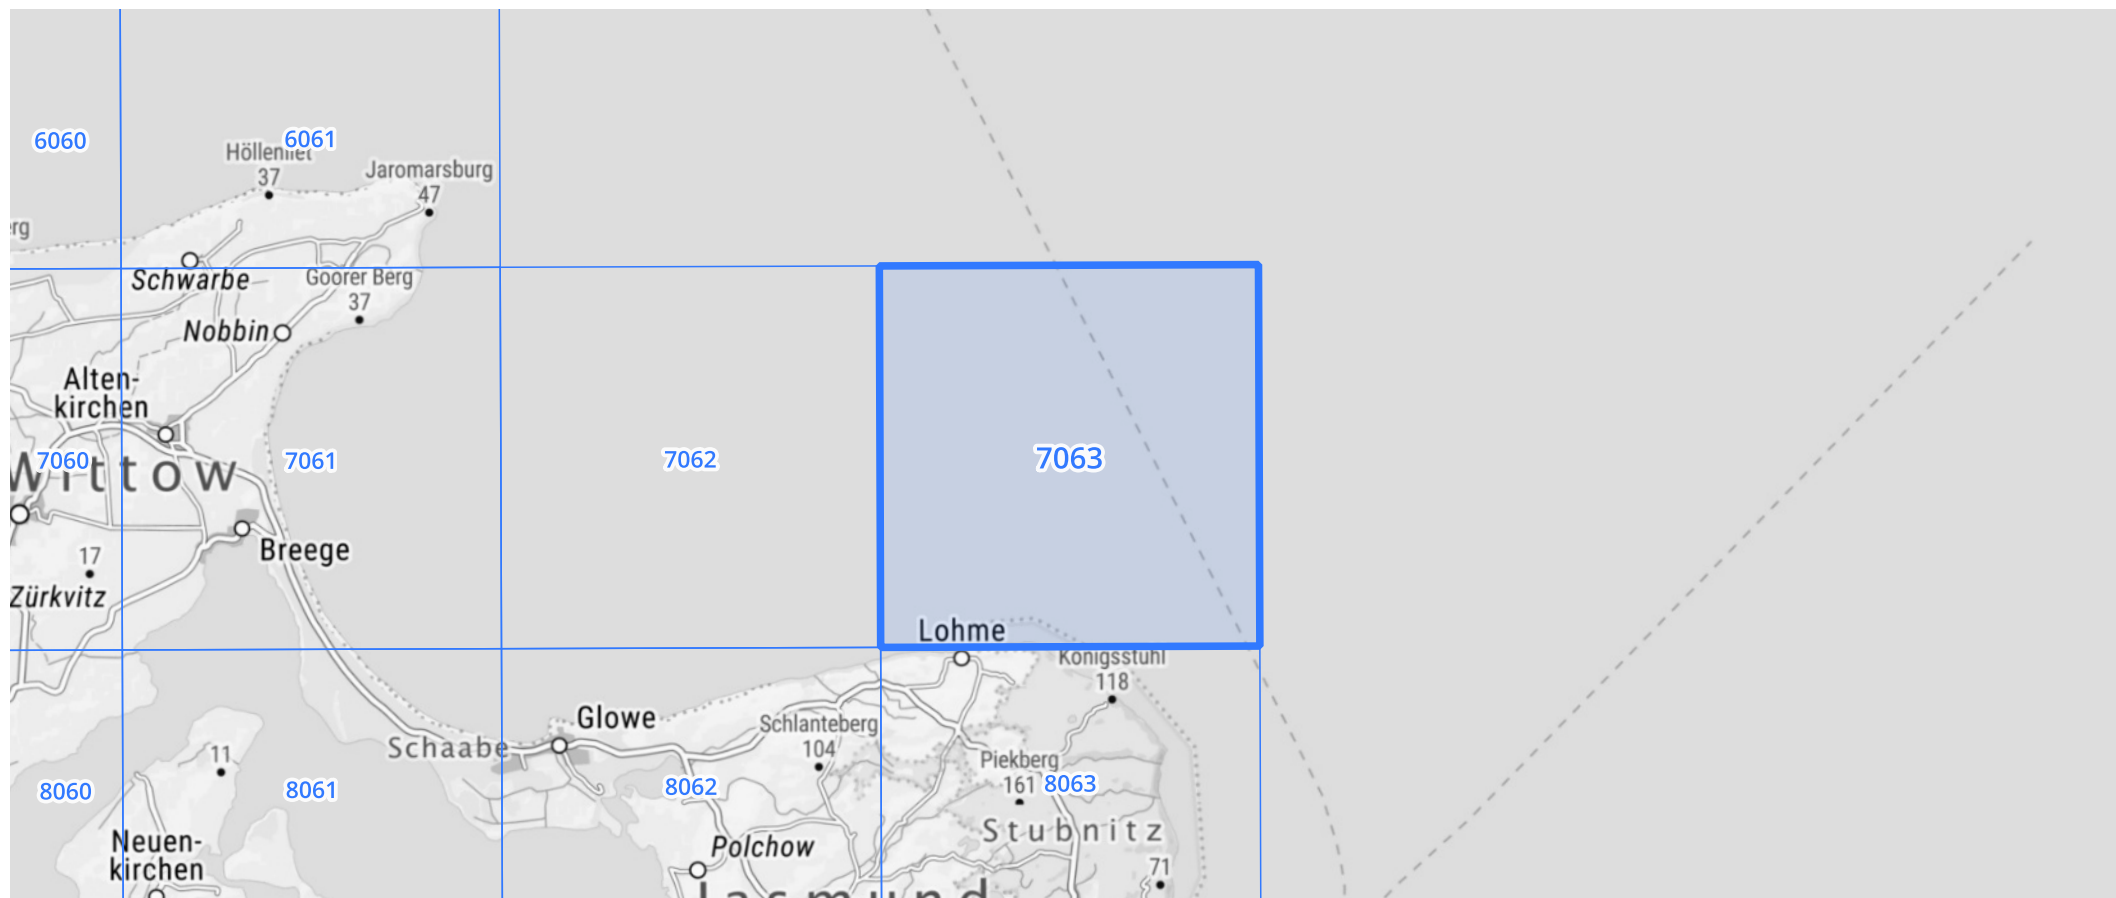 6060
6061
Jaromarsburg
47
37
erg
Schwarbe
Goorer Berg
37
Nobbin
Alten-
kirchen
7060
Wittow
7061
7062
7063
Breege
17
Zürkvitz
Lohme
Königsstuhl
118
Glowe
Schlanteberg
104
Schaabe
11
Piekberg
161
8060
8061
8062
8063
Stubnitz
Neuen-
kirchen
Polchow
71
Jasmund